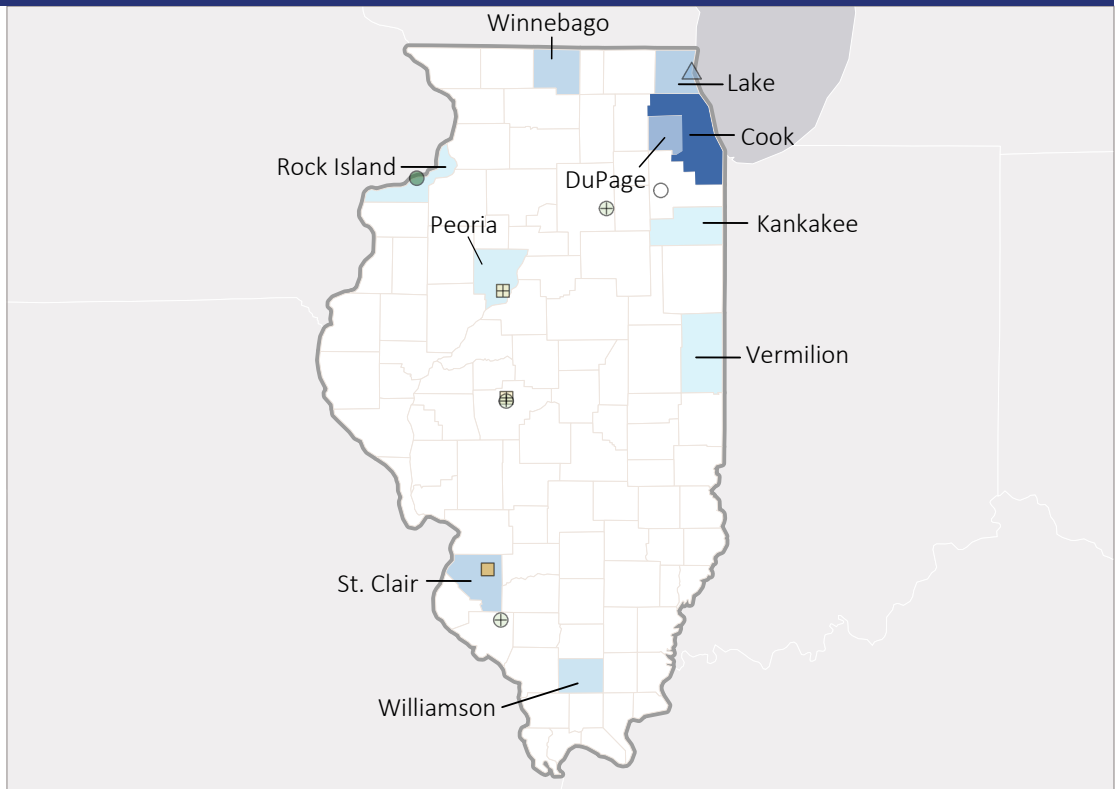 Winnebago
Lake
Cook
Rock Island
DuPage
Peoria
Kankakee
Vermilion
St. Clair
Williamson